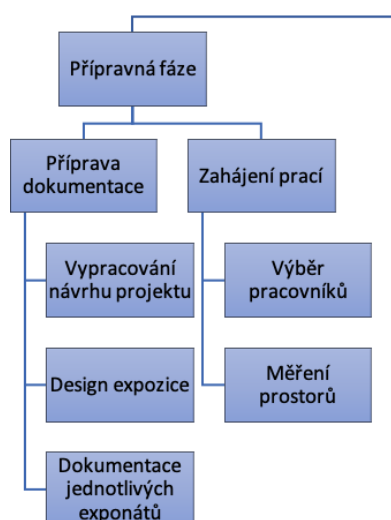 Přípravná fáze
Příprava
dokumentace
Zahájení prací
Vypracování
návrhu projektu
Výběr
pracovníků
Design expozice
Měření
prostorů
Dokumentace
jednotlivých
exponátů